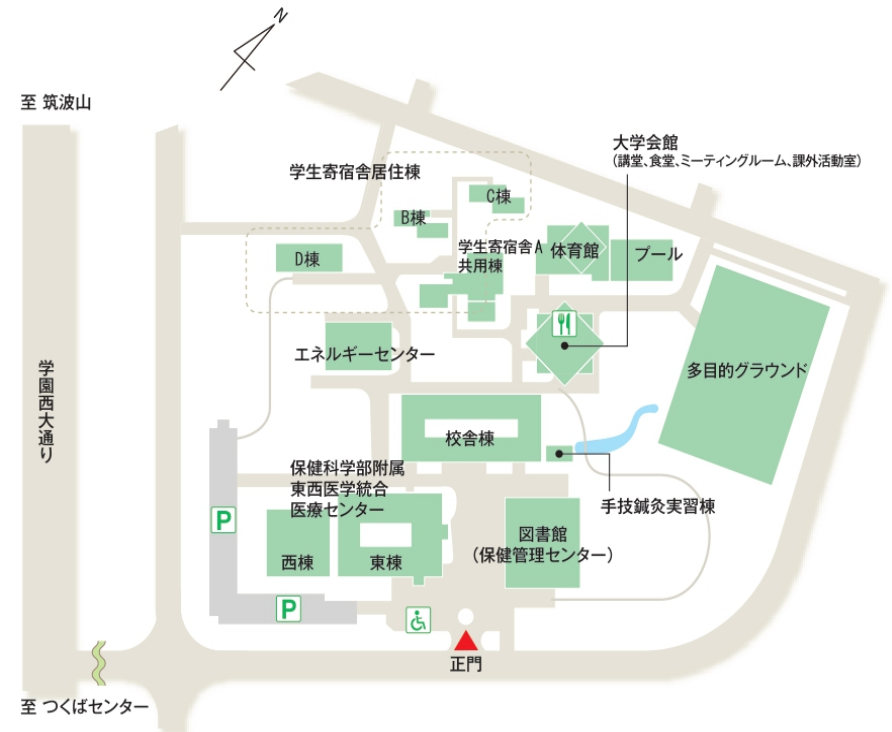 N
至 筑波山
大学会館
(講堂、食堂、ミーティングルーム、課外活動室)
学生寄宿舎居住棟
C棟
B棟
学生寄宿舎A
共用棟
体育館
プール
D棟
エネルギーセンター
多目的グラウンド
学園西大通り
校舎棟
保健科学部附属
東西医学統合
医療センター
手技鍼灸実習棟
P
図書館
(保健管理センター)
西棟
東棟
P
正門
至 つくばセンター